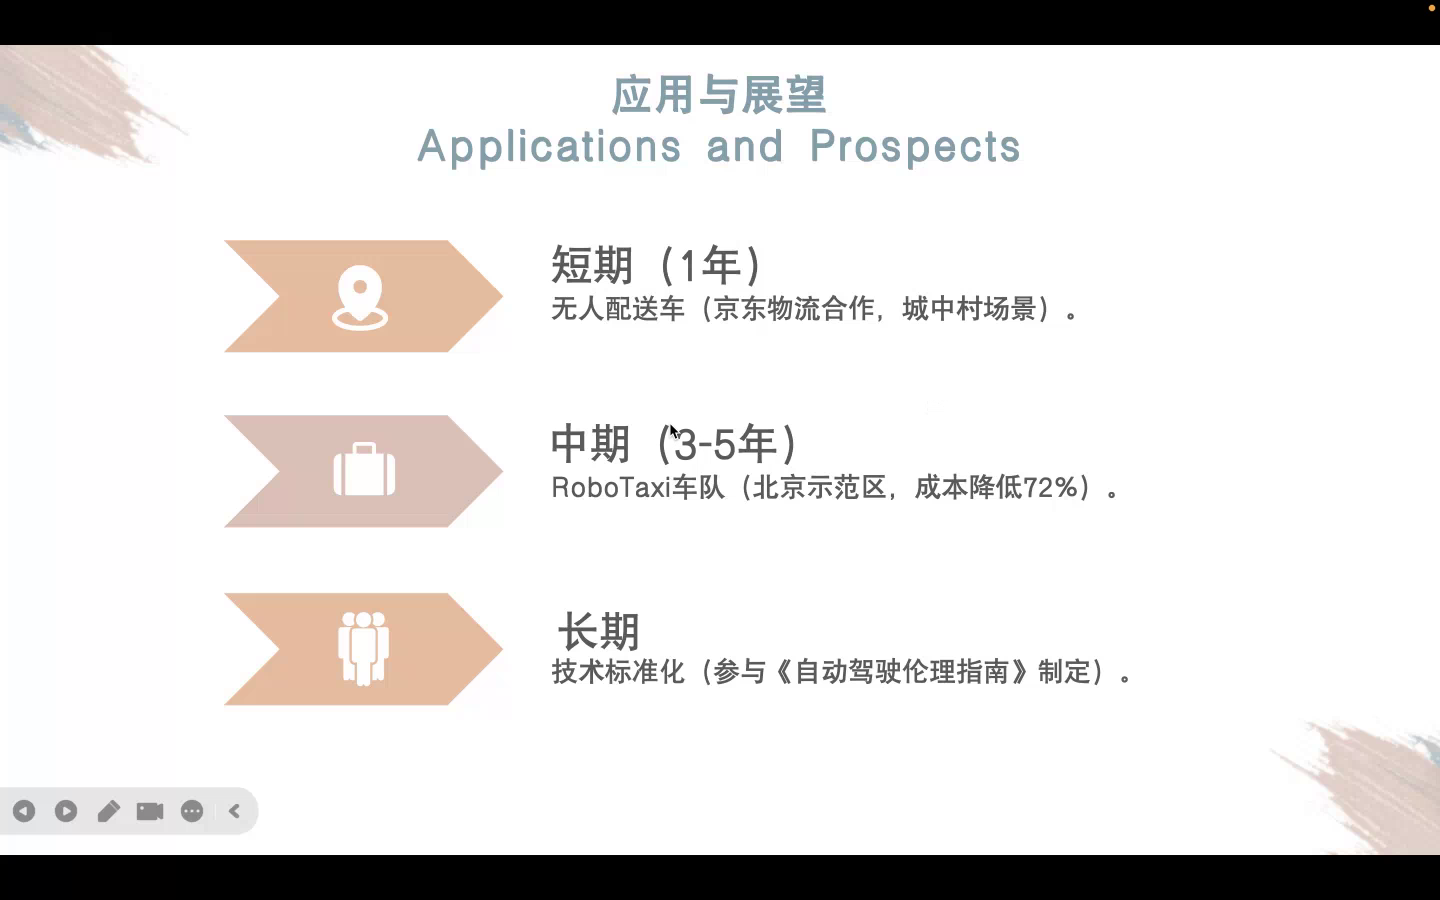 应用与展望
Applications and Prospects
短期（1年）
无人配送车（京东物流合作，城中村场景）。
中期（3-5年）
RoboTaxi车队（北京示范区，成本降低72%）。
长期
技术标准化（参与《自动驾驶伦理指南》制定）。